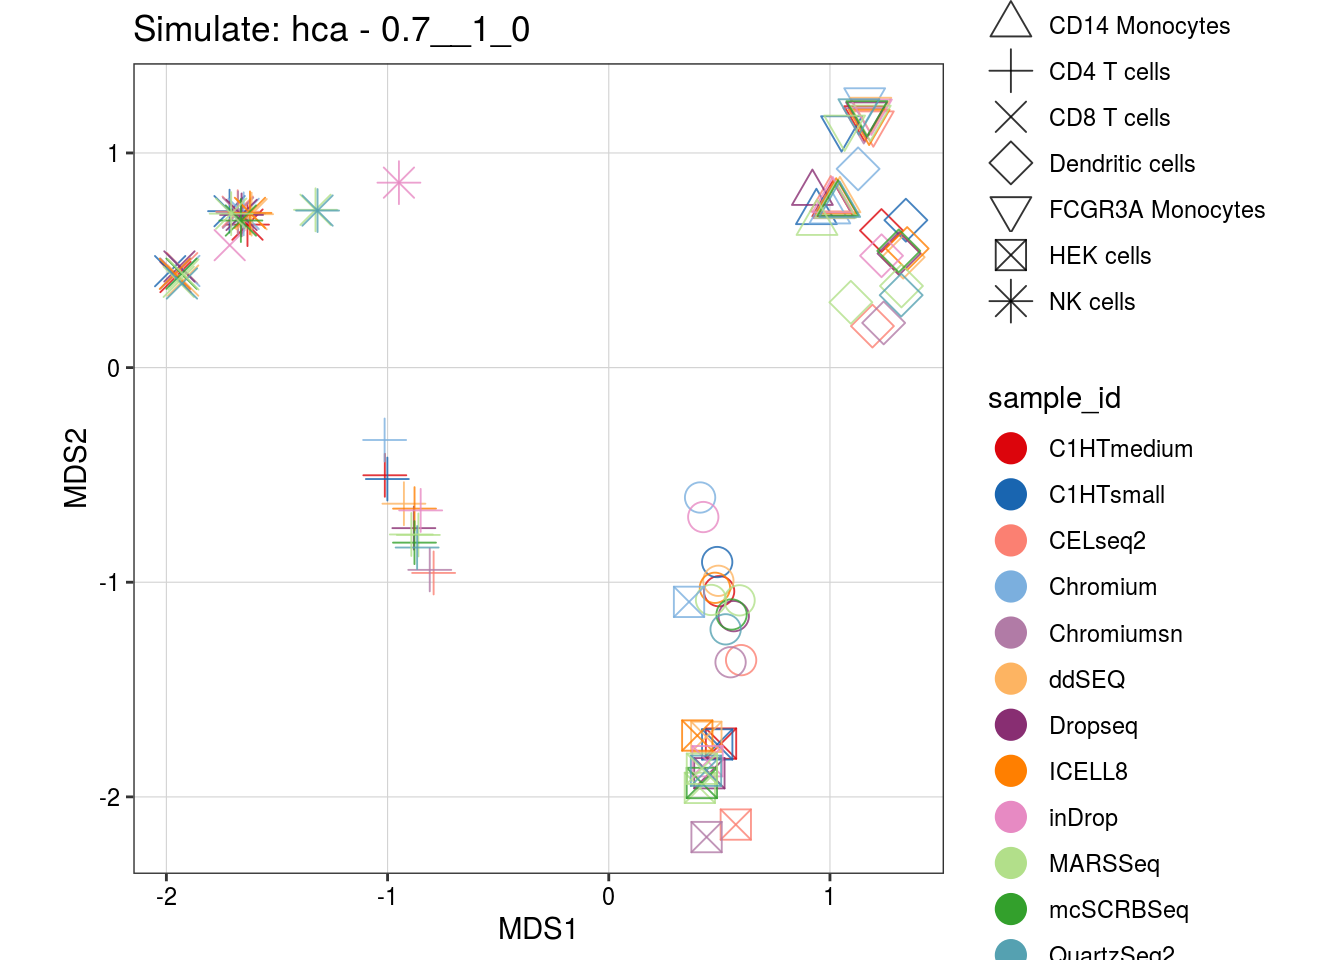 Simulate: hca - 0.7__1_0
CD14 Monocytes
CD4 T cells
CD8 T cells
Dendritic cells
FCGR3A Monocytes
HEK cells
NK cells
sample_id
C1HTmedium
C1HTsmall
CELseq2
Chromium
Chromiumsn
ddSEQ
Dropseq
ICELL8
inDrop
MARSSeq
mcSCRBSeq
QuartzSeq2
MDS2
1
0
-1
-2
-2
-1
0
1
MDS1